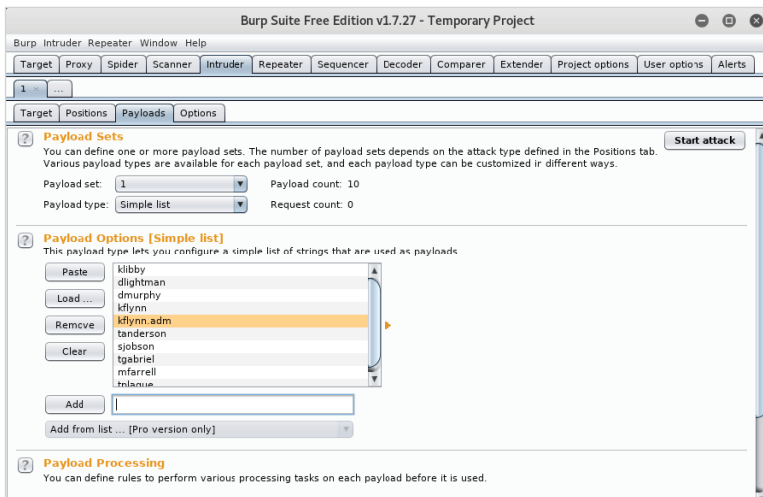 Burp Suite Free Edition v1.7.27 - Temporary Project
Burp Intruder Repeater Window Help
Target Proxy Spider Scanner Intruder Repeater Sequencer Decoder Comparer Extender Project options User options Alerts
1 × ...
Target Positions Payloads Options
? Payload Sets
Start attack
You can define one or more payload sets. The number of payload sets depends on the attack type defined in the Positions tab.
Various payload types are available for each payload set, and each payload type can be customized in different ways.
Payload set: 1 Payload count: 10
Payload type: Simple list Request count: 0
? Payload Options [Simple list]
This payload type lets you configure a simple list of strings that are used as payloads
Paste
Load ...
Remove
Clear
klibby
dlightman
dmurphy
kflynn
kflynn.adm
tanderson
sjobson
tgabriel
mfarrell
tplague
Add
Add from list ... [Pro version only]
? Payload Processing
You can define rules to perform various processing tasks on each payload before it is used.